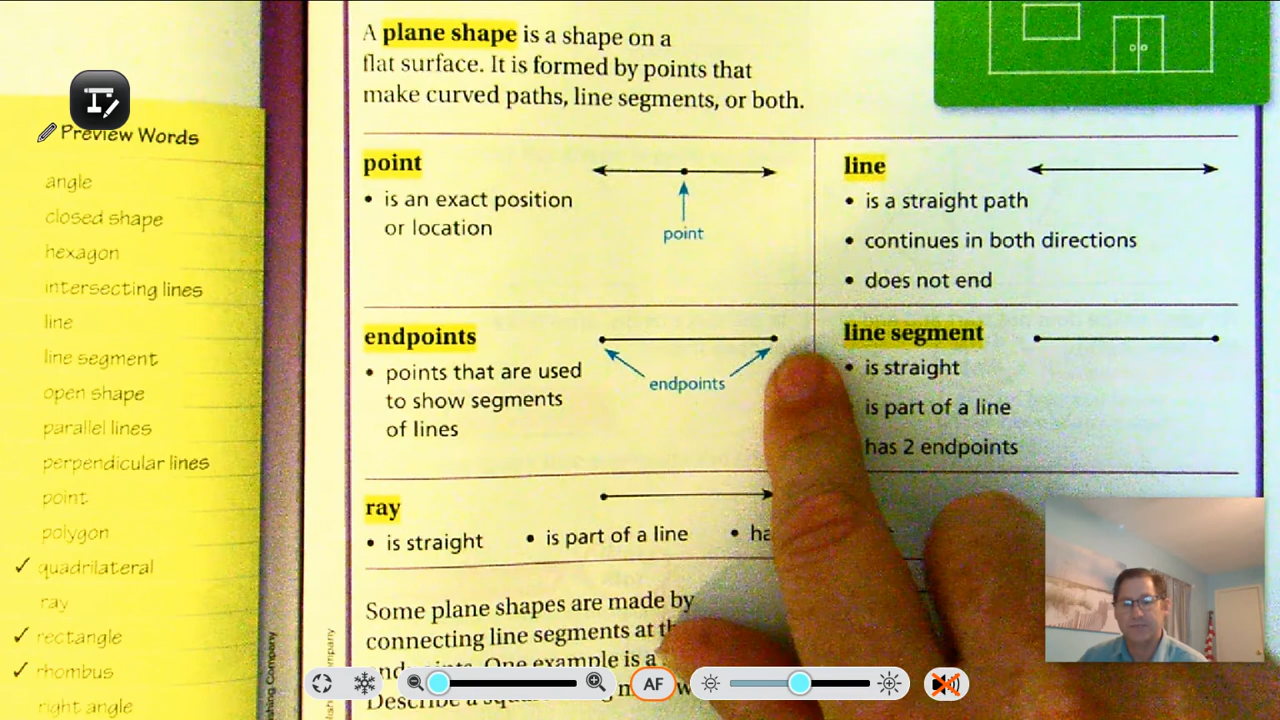 A plane shape is a shape on a
flat surface. It is formed by points that
make curved paths, line segments, or both.
Preview Words
angle
closed shape
hexagon
intersecting lines
line
line segment
open shape
parallel lines
perpendicular lines
point
polygon
✓ quadrilateral
ray
✓ rectangle
✓ rhombus
right angle
point
• is an exact position
or location
point
line
• is a straight path
• continues in both directions
• does not end
endpoints
• points that are used
to show segments
of lines
endpoints
line segment
• is straight
is part of a line
has 2 endpoints
ray
• is straight
• is part of a line
•
Some plane shapes are made by
connecting line segments at
One example is a
Describe a
AF